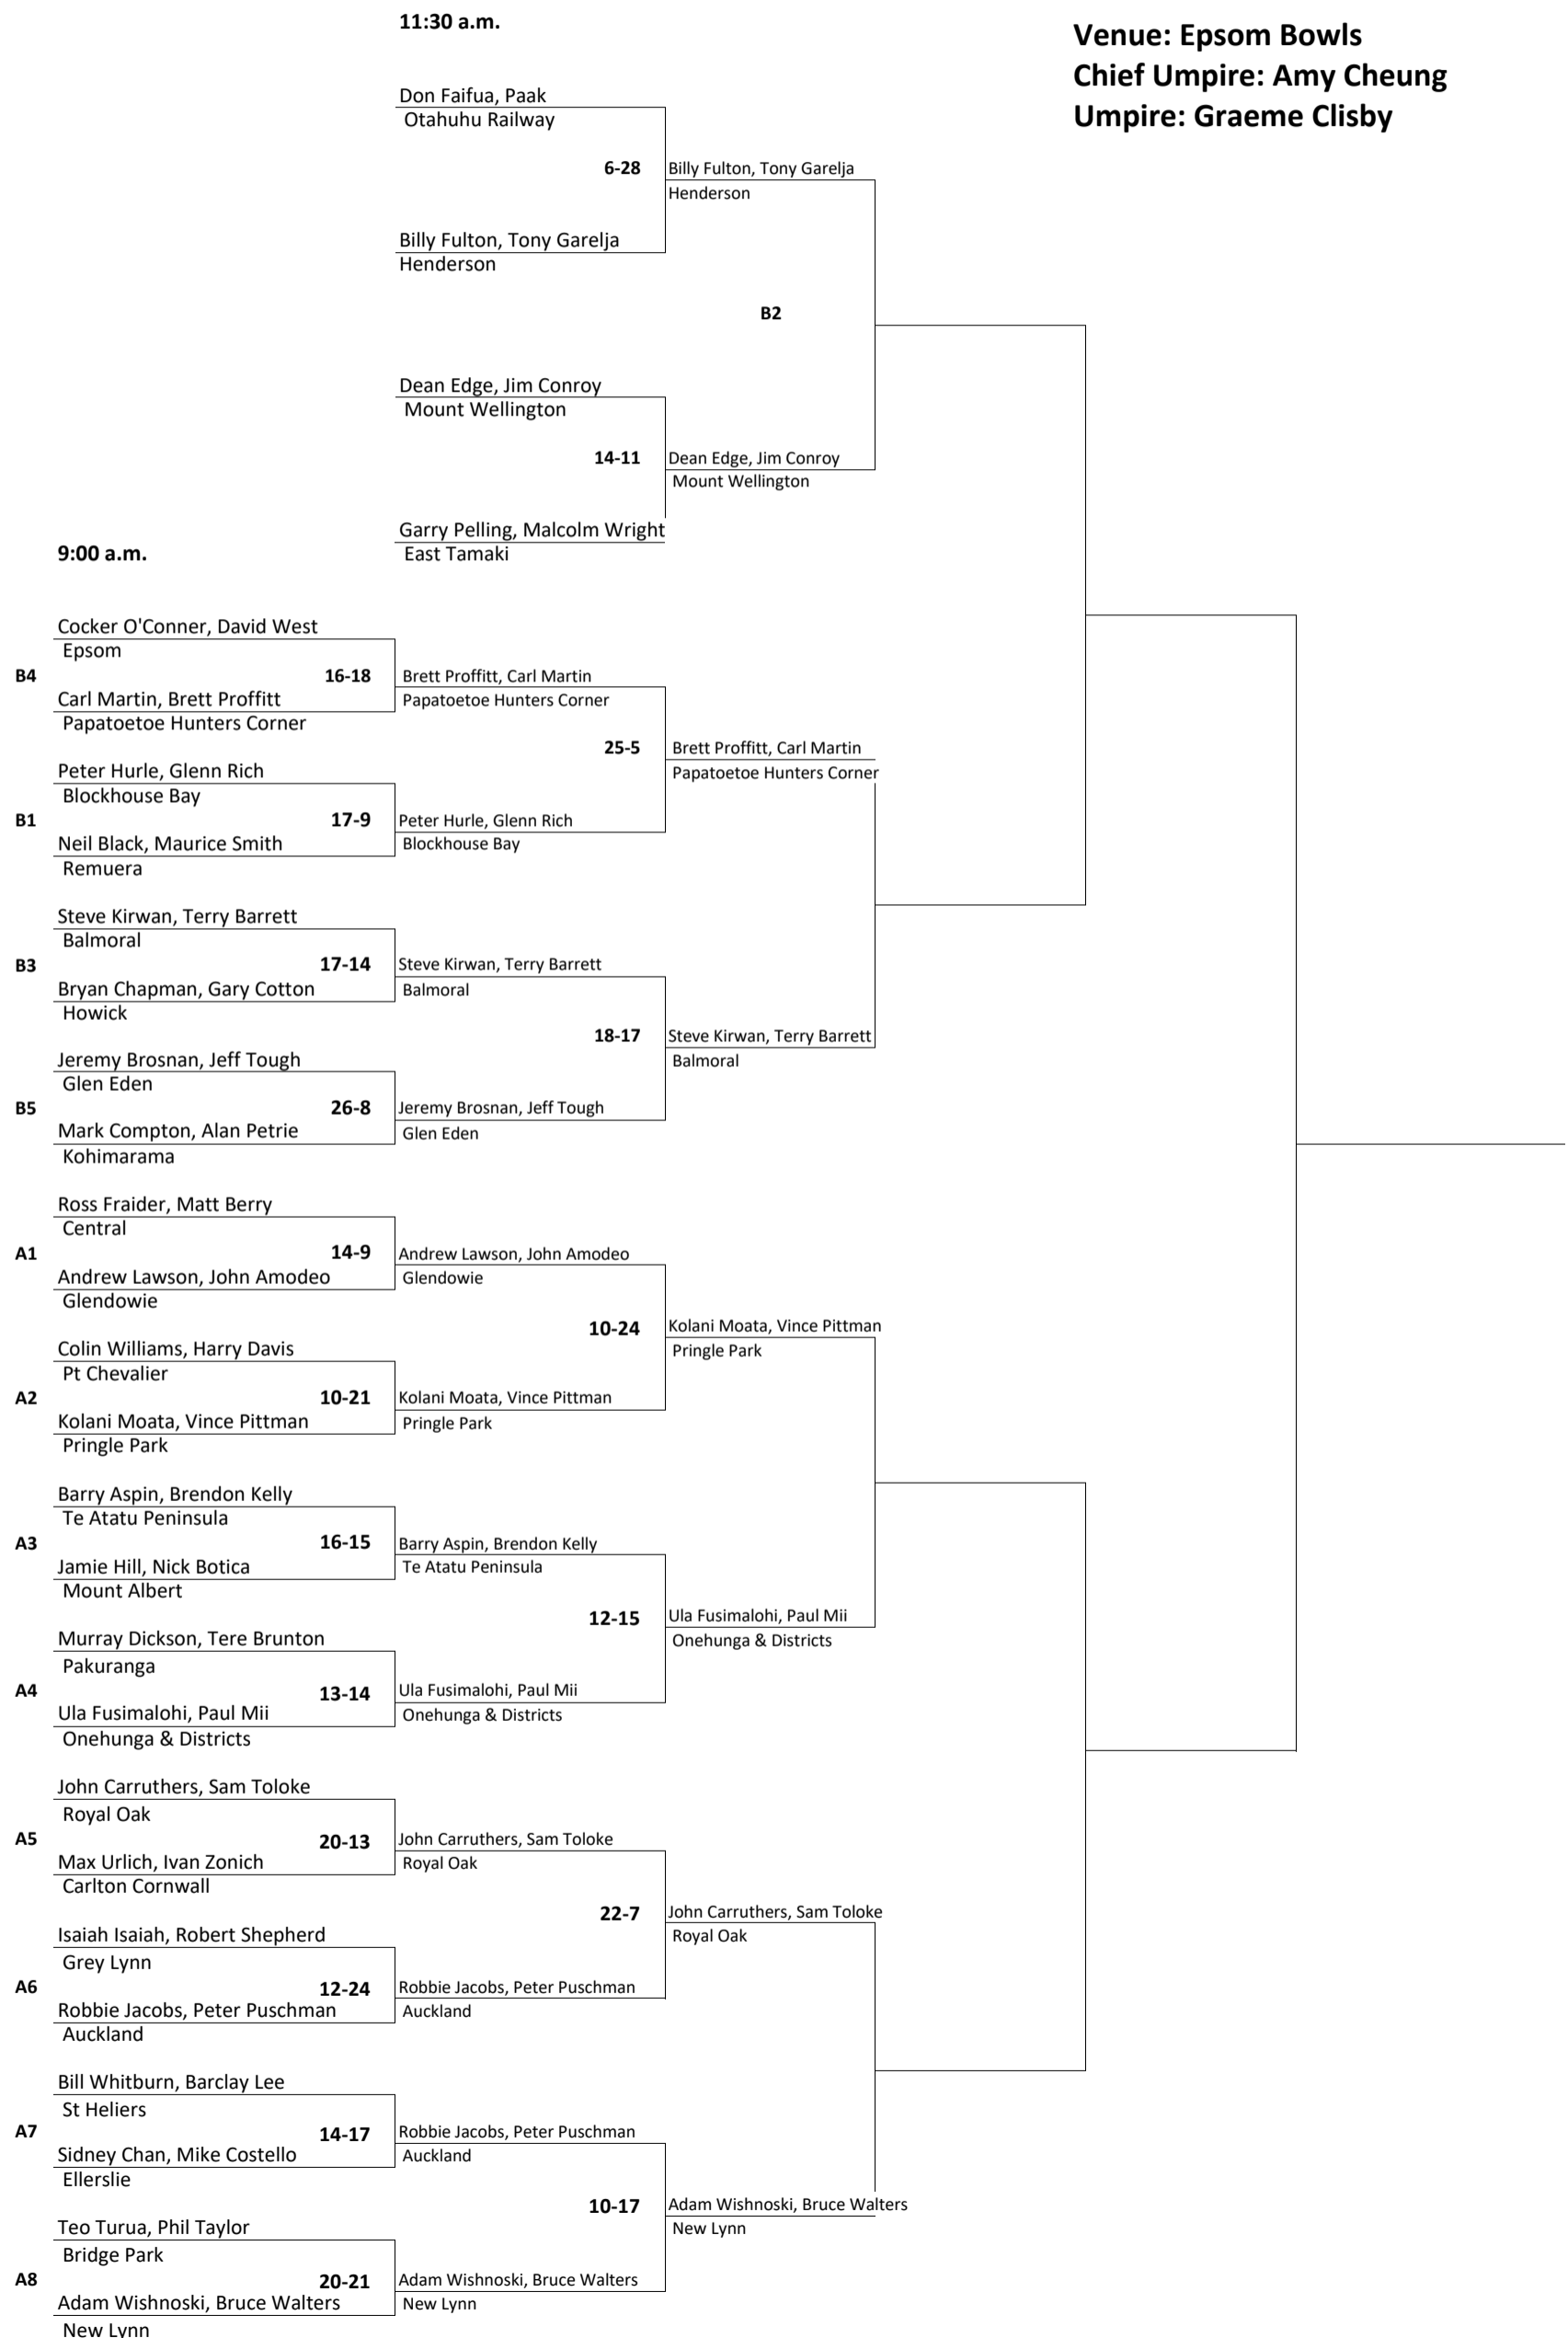 11:30 a.m.
Venue: Epsom Bowls
Chief Umpire: Amy Cheung
Umpire: Graeme Clisby
Don Faifua, Paak
Otahuhu Railway
6-28
Billy Fulton, Tony Garelja
Henderson
Billy Fulton, Tony Garelja
Henderson
B2
Dean Edge, Jim Conroy
Mount Wellington
14-11
Dean Edge, Jim Conroy
Mount Wellington
Garry Pelling, Malcolm Wright
East Tamaki
9:00 a.m.
Cocker O'Conner, David West
Epsom
B4
16-18
Brett Proffitt, Carl Martin
Papatoetoe Hunters Corner
Carl Martin, Brett Proffitt
Papatoetoe Hunters Corner
25-5
Brett Proffitt, Carl Martin
Papatoetoe Hunters Corner
Peter Hurle, Glenn Rich
Blockhouse Bay
B1
17-9
Peter Hurle, Glenn Rich
Blockhouse Bay
Neil Black, Maurice Smith
Remuera
Steve Kirwan, Terry Barrett
Balmoral
B3
17-14
Steve Kirwan, Terry Barrett
Balmoral
Bryan Chapman, Gary Cotton
Howick
18-17
Steve Kirwan, Terry Barrett
Balmoral
Jeremy Brosnan, Jeff Tough
Glen Eden
B5
26-8
Jeremy Brosnan, Jeff Tough
Glen Eden
Mark Compton, Alan Petrie
Kohimarama
Ross Fraider, Matt Berry
Central
A1
14-9
Andrew Lawson, John Amodeo
Glendowie
Andrew Lawson, John Amodeo
Glendowie
10-24
Kolani Moata, Vince Pittman
Pringle Park
Colin Williams, Harry Davis
Pt Chevalier
A2
10-21
Kolani Moata, Vince Pittman
Pringle Park
Kolani Moata, Vince Pittman
Pringle Park
Barry Aspin, Brendon Kelly
Te Atatu Peninsula
A3
16-15
Barry Aspin, Brendon Kelly
Te Atatu Peninsula
Jamie Hill, Nick Botica
Mount Albert
12-15
Ula Fusimalohi, Paul Mii
Onehunga & Districts
Murray Dickson, Tere Brunton
Pakuranga
A4
13-14
Ula Fusimalohi, Paul Mii
Onehunga & Districts
Ula Fusimalohi, Paul Mii
Onehunga & Districts
John Carruthers, Sam Toloke
Royal Oak
A5
20-13
John Carruthers, Sam Toloke
Royal Oak
Max Urlich, Ivan Zonich
Carlton Cornwall
22-7
John Carruthers, Sam Toloke
Royal Oak
Isaiah Isaiah, Robert Shepherd
Grey Lynn
A6
12-24
Robbie Jacobs, Peter Puschman
Auckland
Robbie Jacobs, Peter Puschman
Auckland
Bill Whitburn, Barclay Lee
St Heliers
A7
14-17
Robbie Jacobs, Peter Puschman
Auckland
Sidney Chan, Mike Costello
Ellerslie
10-17
Adam Wishnoski, Bruce Walters
New Lynn
Teo Turua, Phil Taylor
Bridge Park
A8
20-21
Adam Wishnoski, Bruce Walters
New Lynn
Adam Wishnoski, Bruce Walters
New Lynn